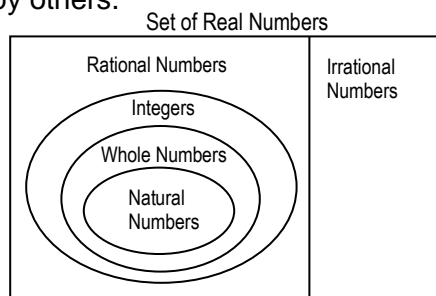 by others.
Set of Real Numbers
Rational Numbers
Irrational
Numbers
Integers
Whole Numbers
Natural
Numbers